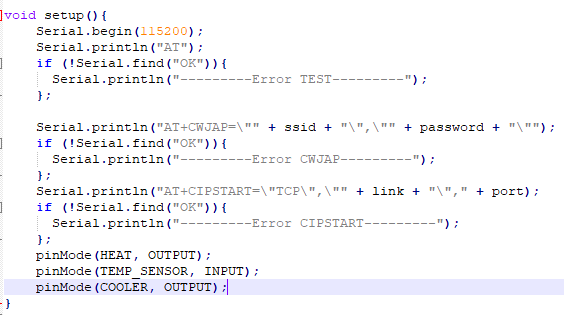 void setup(){
Serial.begin(115200);
Serial.println("AT");
if (!Serial.find("OK")){
Serial.println("---------Error TEST---------");
};
Serial.println("AT+CWJAP=\"" + ssid + "\",\"" + password + "\"");
if (!Serial.find("OK")){
Serial.println("---------Error CWJAP---------");
};
Serial.println("AT+CIPSTART=\"TCP\",\"" + link + "\"," + port);
if (!Serial.find("OK")){
Serial.println("---------Error CIPSTART---------");
};
pinMode(HEAT, OUTPUT);
pinMode(TEMP_SENSOR, INPUT);
pinMode(COOLER, OUTPUT);
}